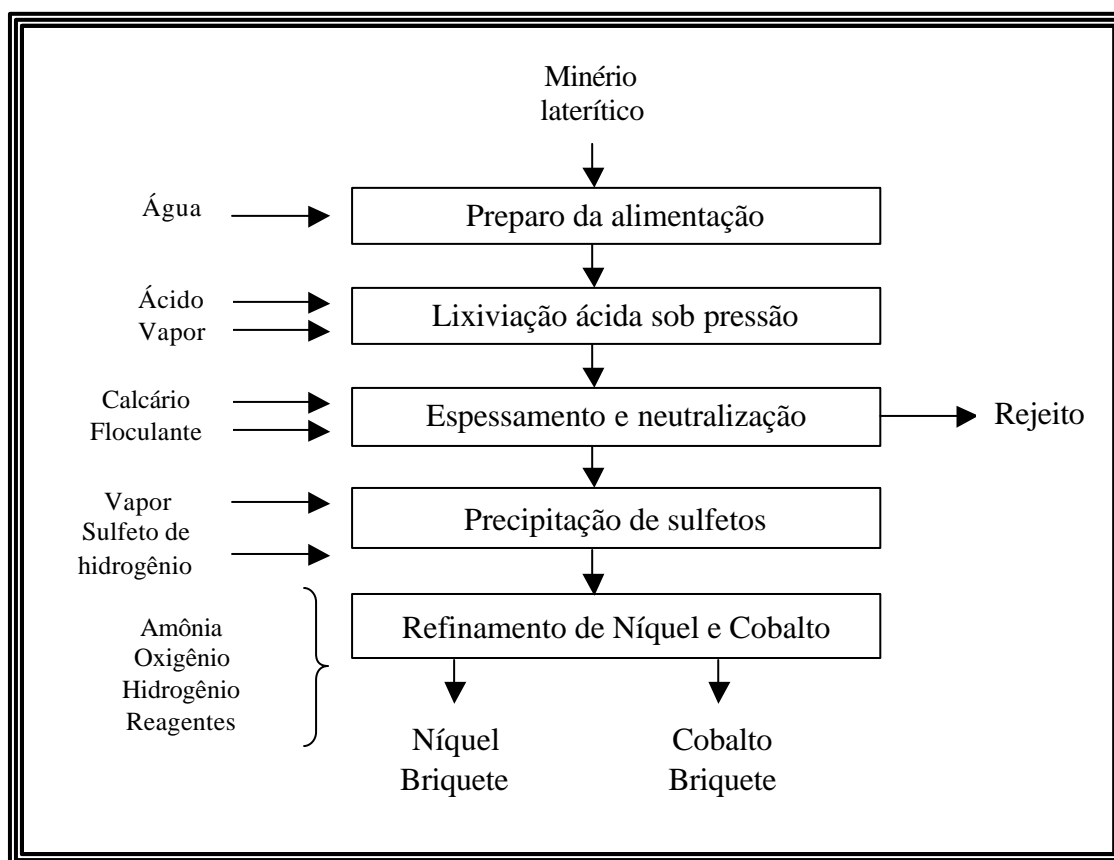 Minério
laterítico
Água
Preparo da alimentação
Ácido
Vapor
Lixiviação ácida sob pressão
Calcário
Floculante
Espessamento e neutralização
Rejeito
Vapor
Sulfeto de
hidrogênio
Precipitação de sulfetos
Amônia
Oxigênio
Hidrogênio
Reagentes
Refinamento de Níquel e Cobalto
Níquel
Briquete
Cobalto
Briquete